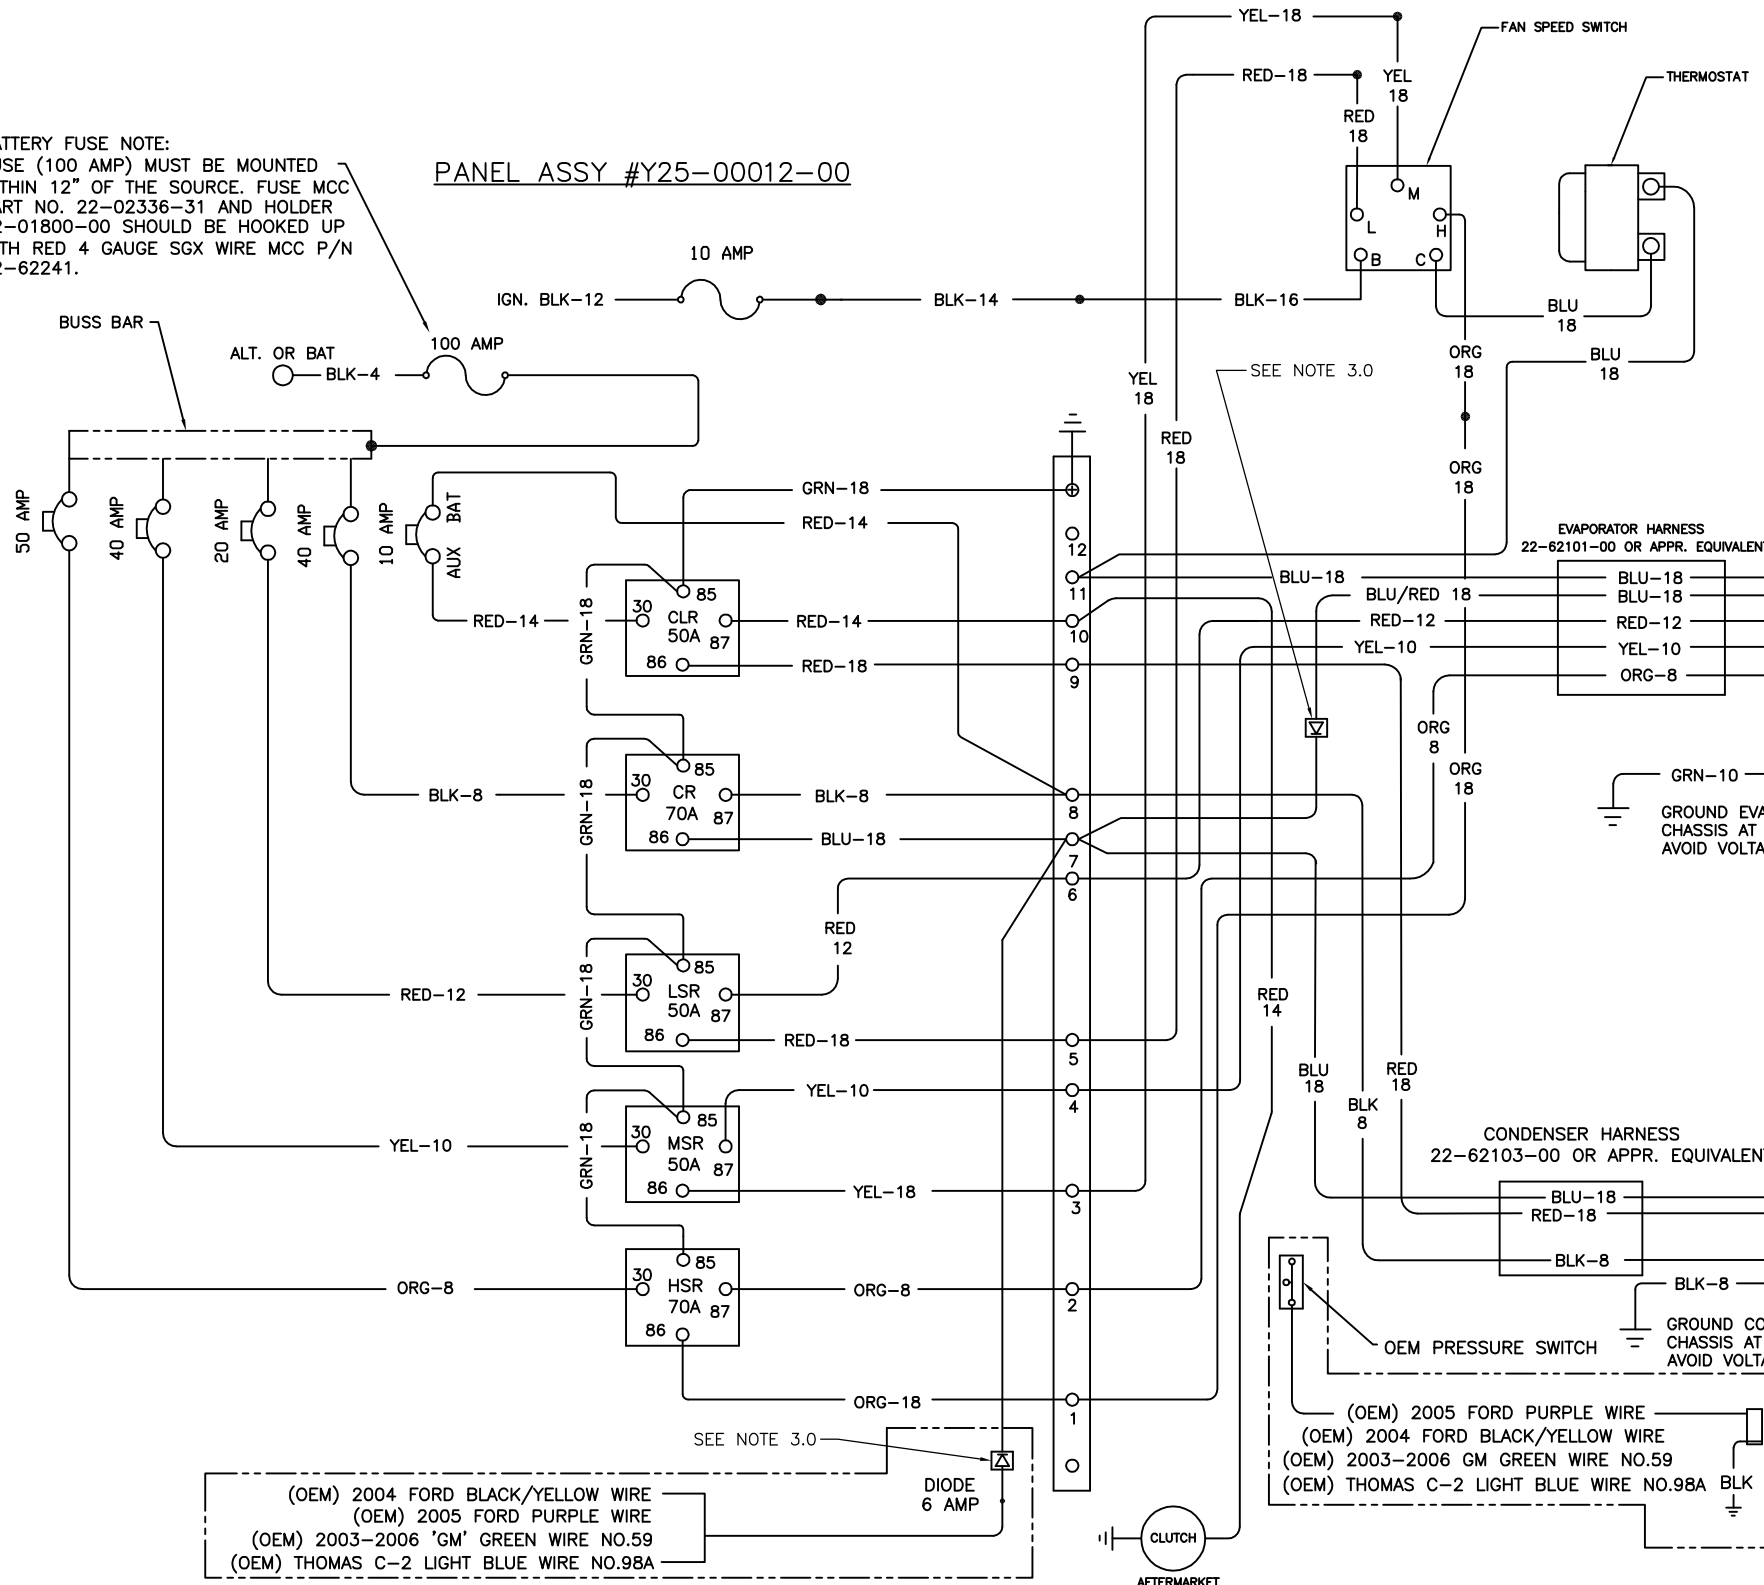 YEL-18
FAN SPEED SWITCH
RED-18
YEL
18
THERMOSTAT
RED
18
TTERY FUSE NOTE:
USE (100 AMP) MUST BE MOUNTED
THIN 12" OF THE SOURCE. FUSE MCC
ART NO. 22-02336-31 AND HOLDER
2-01800-00 SHOULD BE HOOKED UP
TH RED 4 GAUGE SGX WIRE MCC P/N
2-62241.
PANEL ASSY #Y25-00012-00
M
L
H
B
C
10 AMP
IGN. BLK-12
BLK-14
BLK-16
BLU
18
BUSS BAR
ALT. OR BAT
BLK-4
100 AMP
ORG
18
BLU
18
SEE NOTE 3.0
YEL
18
RED
18
ORG
18
50 AMP
40 AMP
20 AMP
40 AMP
10 AMP
BAT
AUX
GRN-18
RED-14
12
EVAPORATOR HARNESS
22-62101-00 OR APPR. EQUIVALENT
11
BLU-18
BLU-18
BLU/RED 18
BLU-18
GRN-18
85
30
CLR
50A
87
86
RED-14
RED-14
10
RED-12
RED-12
YEL-10
YEL-10
RED-18
9
ORG-8
ORG
8
ORG
18
GRN-10
GRN-18
85
30
CR
70A
87
86
BLK-8
BLK-8
8
GROUND EVA
CHASSIS AT
AVOID VOLTA
BLU-18
7
6
RED
12
GRN-18
85
30
LSR
50A
87
86
RED-12
RED
14
RED-18
5
BLU
18
RED
18
YEL-10
4
BLK
8
GRN-18
85
30
MSR
50A
87
86
YEL-10
CONDENSER HARNESS
22-62103-00 OR APPR. EQUIVALENT
YEL-18
3
BLU-18
RED-18
BLK-8
BLK-8
85
30
HSR
70A
87
86
ORG-8
ORG-8
2
OEM PRESSURE SWITCH
GROUND CO
CHASSIS AT
AVOID VOLTA
ORG-18
1
SEE NOTE 3.0
DIODE
6 AMP
(OEM) 2004 FORD BLACK/YELLOW WIRE
(OEM) 2005 FORD PURPLE WIRE
(OEM) 2003-2006 'GM' GREEN WIRE NO.59
(OEM) THOMAS C-2 LIGHT BLUE WIRE NO.98A
(OEM) 2005 FORD PURPLE WIRE
(OEM) 2004 FORD BLACK/YELLOW WIRE
(OEM) 2003-2006 GM GREEN WIRE NO.59
(OEM) THOMAS C-2 LIGHT BLUE WIRE NO.98A
BLK
CLUTCH
AFTERMARKET